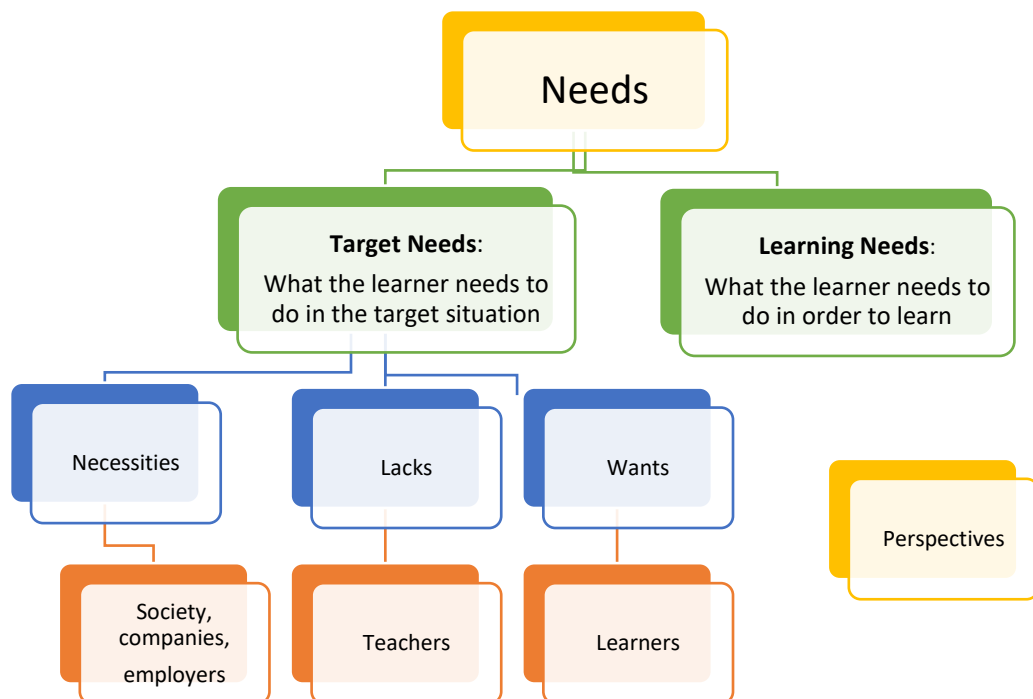 Needs
Target Needs:
What the learner needs to
do in the target situation
Learning Needs:
What the learner needs to
do in order to learn
Necessities
Lacks
Wants
Perspectives
Society,
companies,
employers
Teachers
Learners